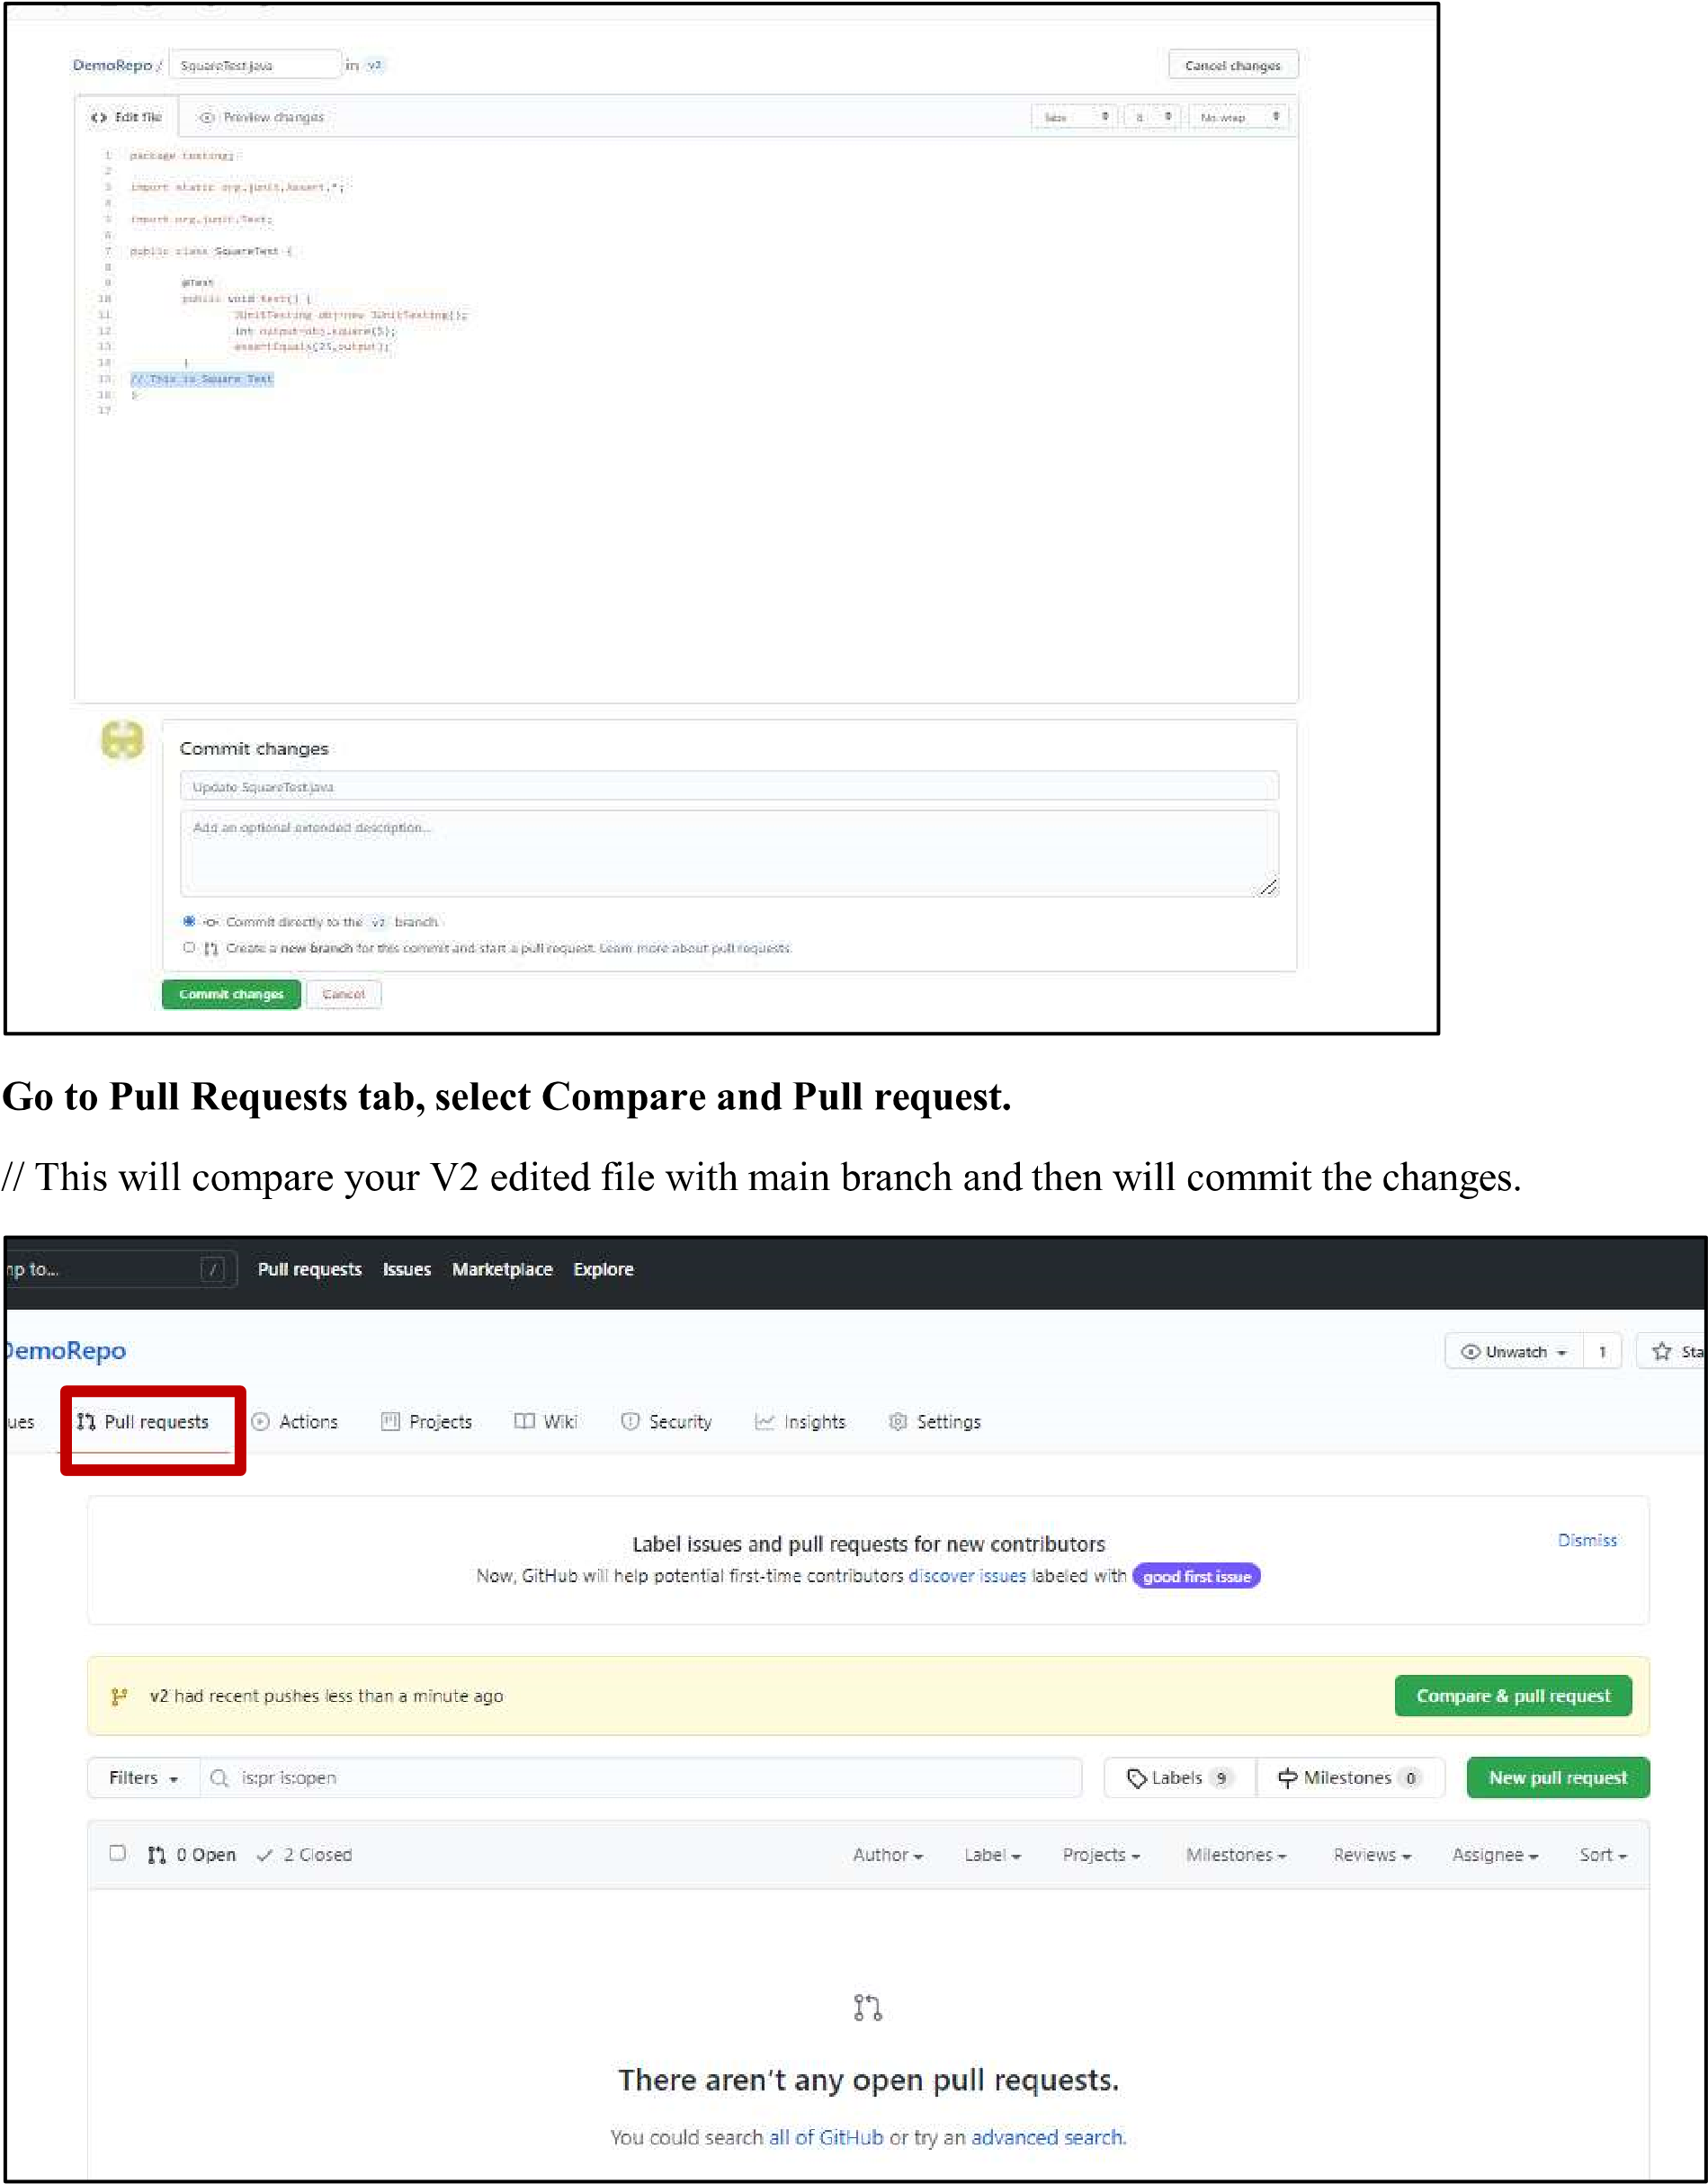 DemoRepo / SquareTest.java in v2 Cancel changes
Edit file Preview changes 8 No wrap
1 package testing;
2
3 import static org.junit.Assert.*;
4
5 import org.junit.Test;
6
7 public class SquareTest {
8
9 @Test
10 public void test() {
11 JUnitTesting obj=new JUnitTesting();
12 int output=obj.square(5);
13 assertEquals(25,output);
14 }
15 // This is Square Test
16 }
17
Commit changes
Update SquareTest.java
Add an optional extended description...
Commit directly to the v2 branch.
Create a new branch for this commit and start a pull request. Learn more about pull requests.
Commit changes Cancel
Go to Pull Requests tab, select Compare and Pull request.
// This will compare your V2 edited file with main branch and then will commit the changes.
np to... / Pull requests Issues Marketplace Explore
DemoRepo Unwatch 1 Sta
ues Pull requests Actions Projects Wiki Security Insights Settings
Label issues and pull requests for new contributors Dismiss
Now, GitHub will help potential first-time contributors discover issues labeled with good first issue
v2 had recent pushes less than a minute ago Compare & pull request
Filters is:pr is:open Labels 9 Milestones 0 New pull request
0 Open 2 Closed Author Label Projects Milestones Reviews Assignee Sort
There aren't any open pull requests.
You could search all of GitHub or try an advanced search.